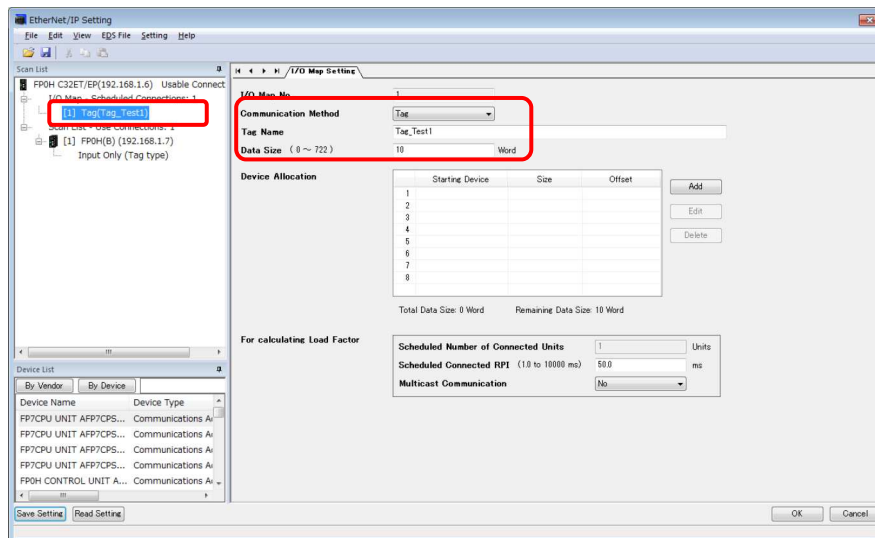 EtherNet/IP Setting
File Edit View EDS File Setting Help
Scan List
FP0H C32ET/EP(192.168.1.6) Usable Connect
I/O Map - Scheduled Connections: 1
[1] Tag(Tag_Test1)
Scan List - Use Connections: 1
[1] FP0H(B) (192.168.1.7)
Input Only (Tag type)
I/O Map Setting
I/O Map No. 1
Communication Method Tag
Tag Name Tag_Test1
Data Size ( 0 ~ 722 ) 10 Word
Device Allocation
Starting Device Size Offset
1
2
3
4
5
6
7
8
Add
Edit
Delete
Total Data Size: 0 Word Remaining Data Size: 10 Word
For calculating Load Factor
Scheduled Number of Connected Units 1 Units
Scheduled Connected RPI (1.0 to 10000 ms) 50.0 ms
Multicast Communication No
Device List
By Vendor By Device
Device Name Device Type
FP7CPU UNIT AFP7CPS... Communications A
FP7CPU UNIT AFP7CPS... Communications A
FP7CPU UNIT AFP7CPS... Communications A
FP7CPU UNIT AFP7CPS... Communications A
FP0H CONTROL UNIT A... Communications A
Save Setting Read Setting
OK Cancel